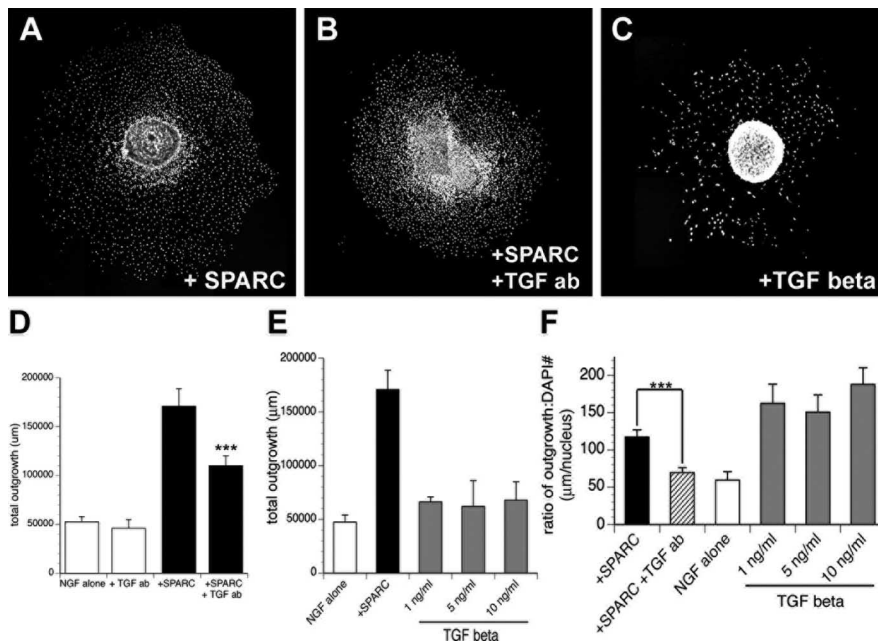 A
B
C
+ SPARC
+SPARC
+TGF ab
+TGF beta
D
total outgrowth (um)
200000
150000
100000
50000
0
***
NGF alone
+ TGF ab
+SPARC
+SPARC
+ TGF ab
E
total outgrowth (μm)
200000
150000
100000
50000
0
NGF alone
+SPARC
1 ng/ml
5 ng/ml
10 ng/ml
TGF beta
F
ratio of outgrowth:DAPI#
(μm/nucleus)
200
150
100
50
0
***
+SPARC
+SPARC +TGF ab
NGF alone
1 ng/ml
5 ng/ml
10 ng/ml
TGF beta